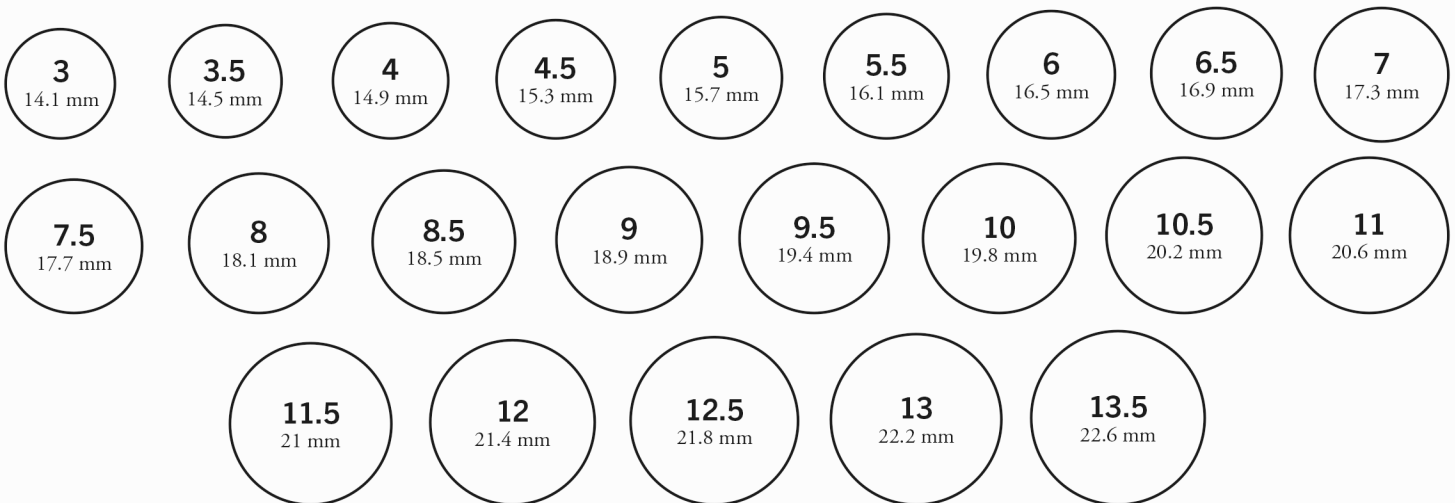 3
14.1 mm
3.5
14.5 mm
4
14.9 mm
4.5
15.3 mm
5
15.7 mm
5.5
16.1 mm
6
16.5 mm
6.5
16.9 mm
7
17.3 mm
7.5
17.7 mm
8
18.1 mm
8.5
18.5 mm
9
18.9 mm
9.5
19.4 mm
10
19.8 mm
10.5
20.2 mm
11
20.6 mm
11.5
21 mm
12
21.4 mm
12.5
21.8 mm
13
22.2 mm
13.5
22.6 mm